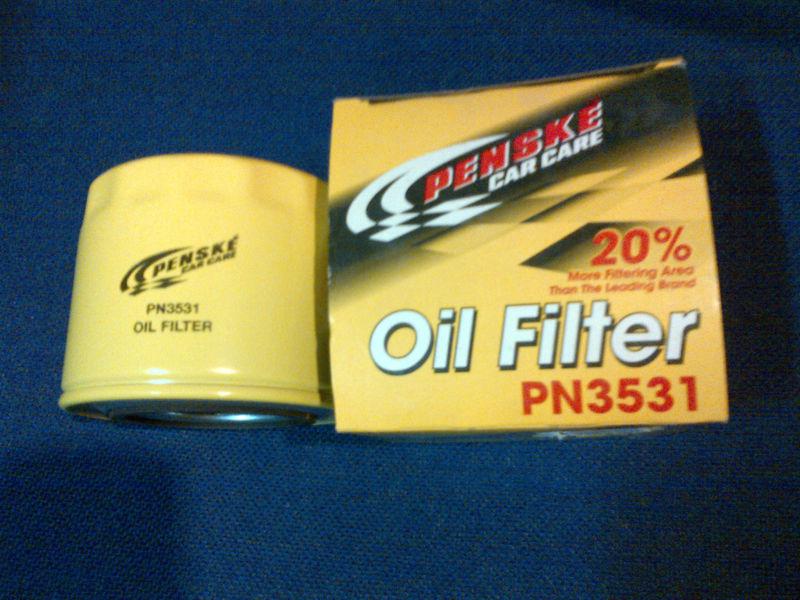 PENSKE
CAR CARE
PN3531
OIL FILTER
PENSKE
CAR CARE
20%
More Filtering Area
Than The Leading Brand
Oil Filter
PN3531